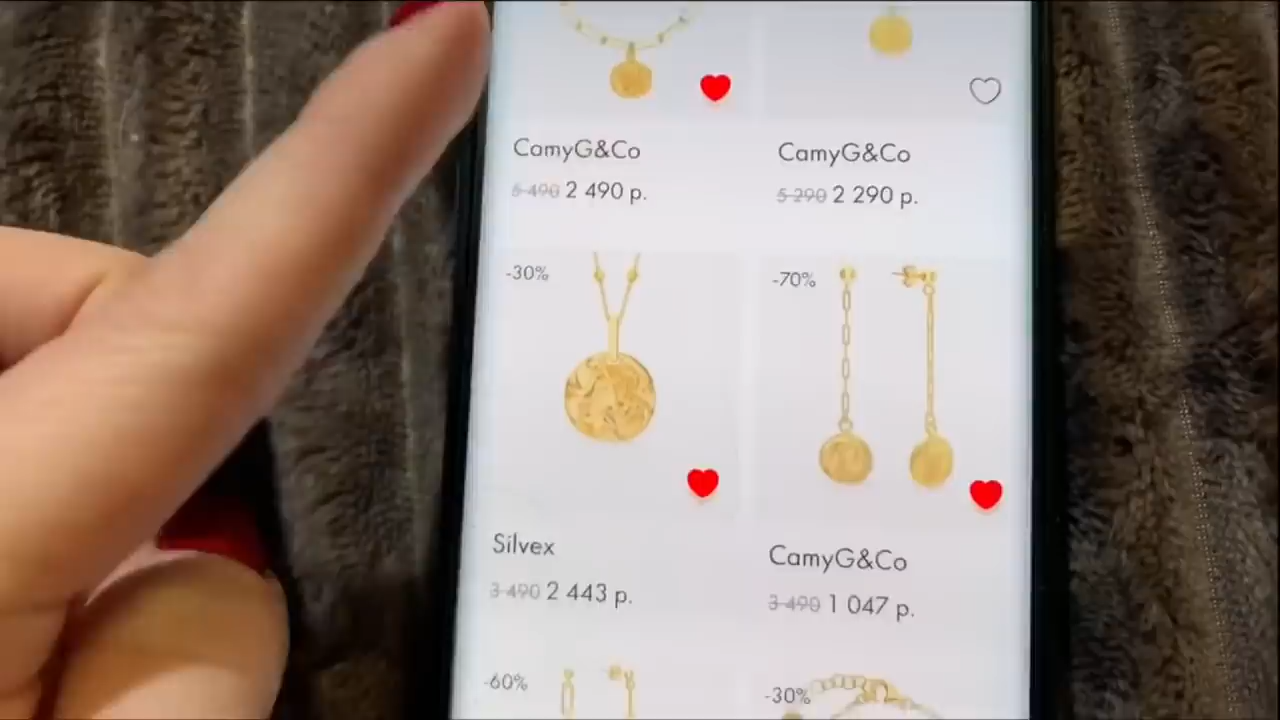 CamyG&Co
5 490 2 490 р.
CamyG&Co
5 290 2 290 р.
-30%
-70%
Silvex
3 490 2 443 р.
CamyG&Co
3 490 1 047 р.
-60%
-30%